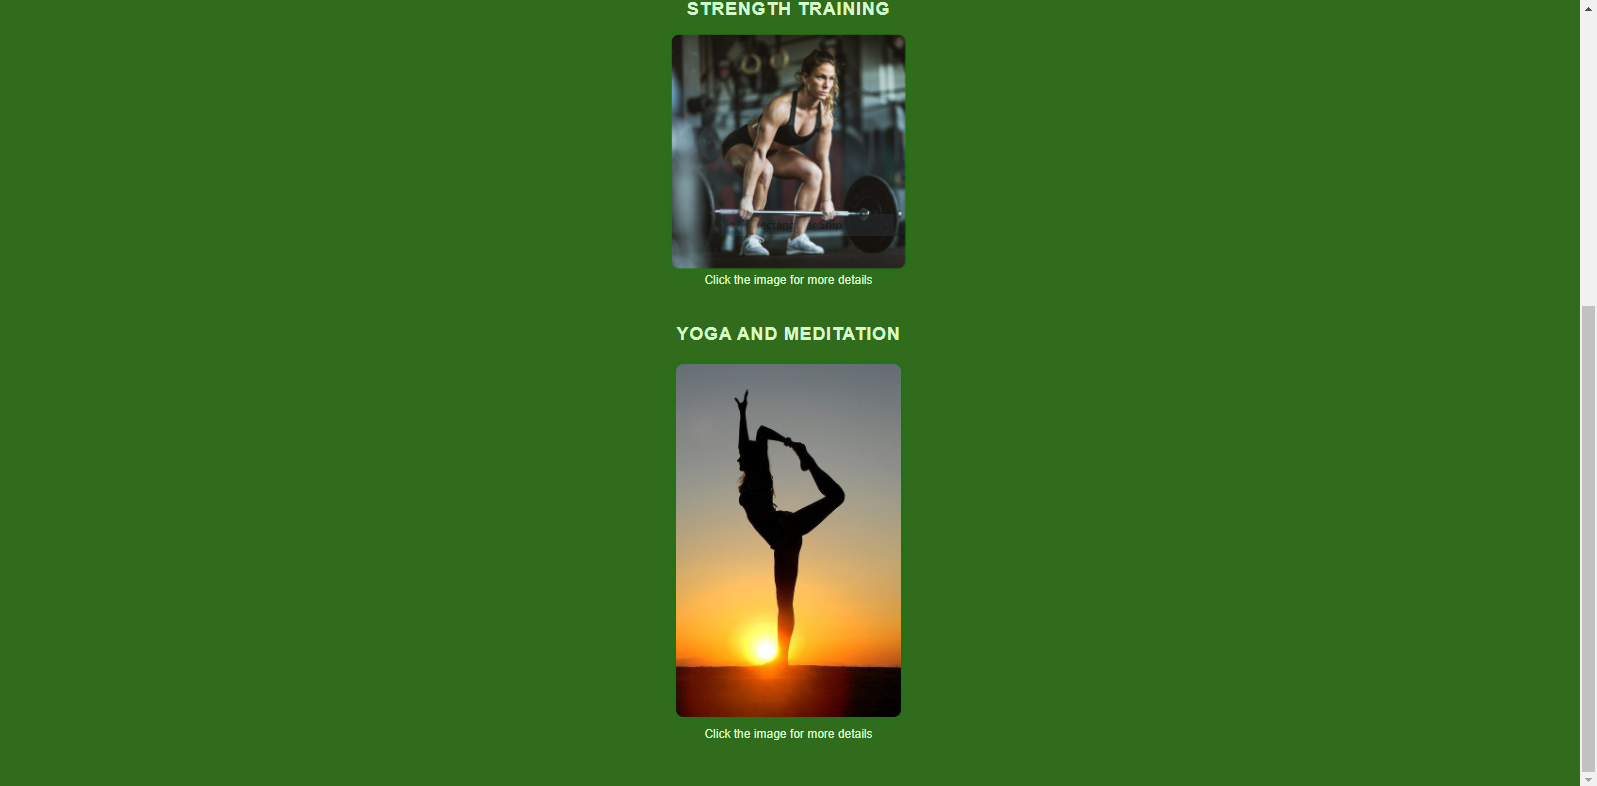 STRENGTH TRAINING
Click the image for more details
YOGA AND MEDITATION
Click the image for more details